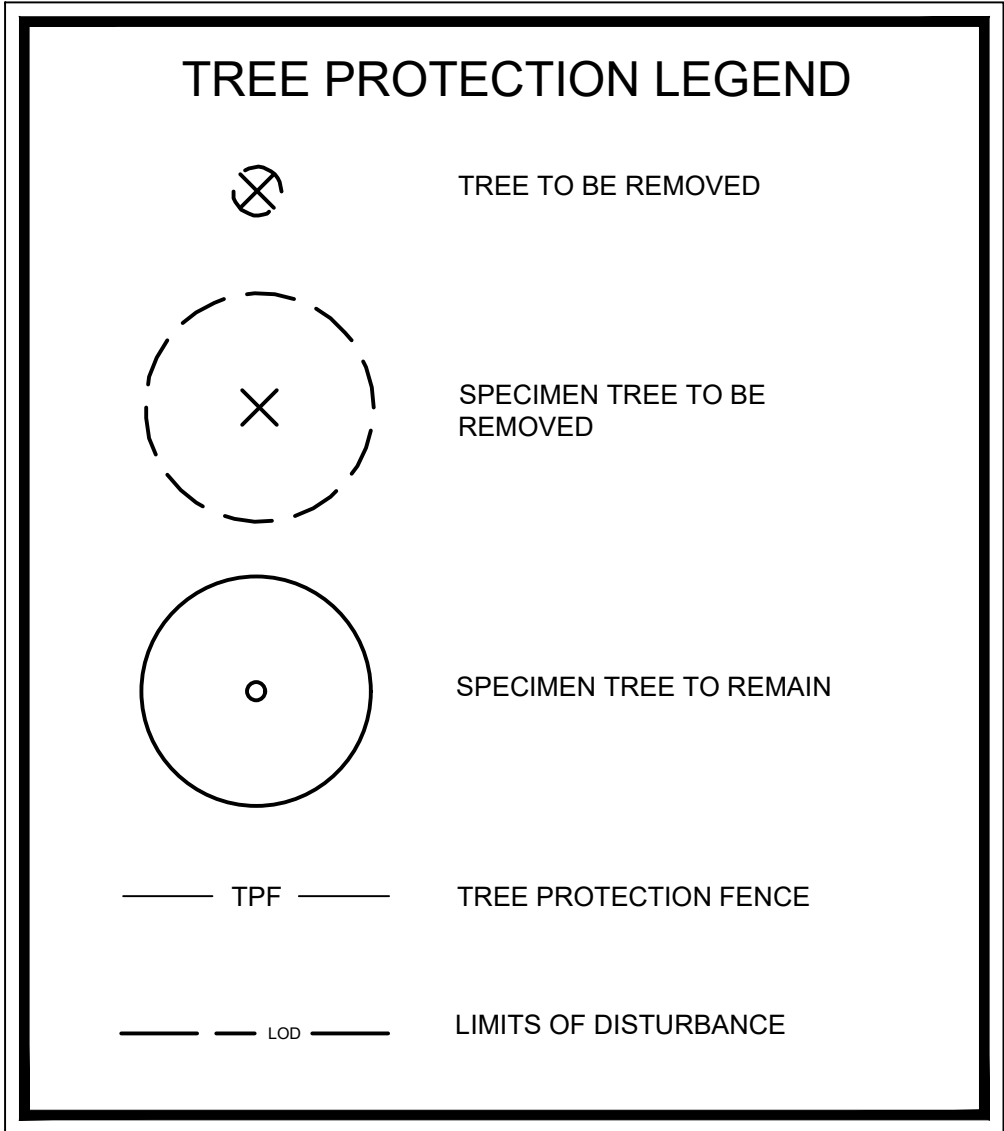 TREE PROTECTION LEGEND
TREE TO BE REMOVED
SPECIMEN TREE TO BE
REMOVED
SPECIMEN TREE TO REMAIN
TPF
TREE PROTECTION FENCE
LOD
LIMITS OF DISTURBANCE